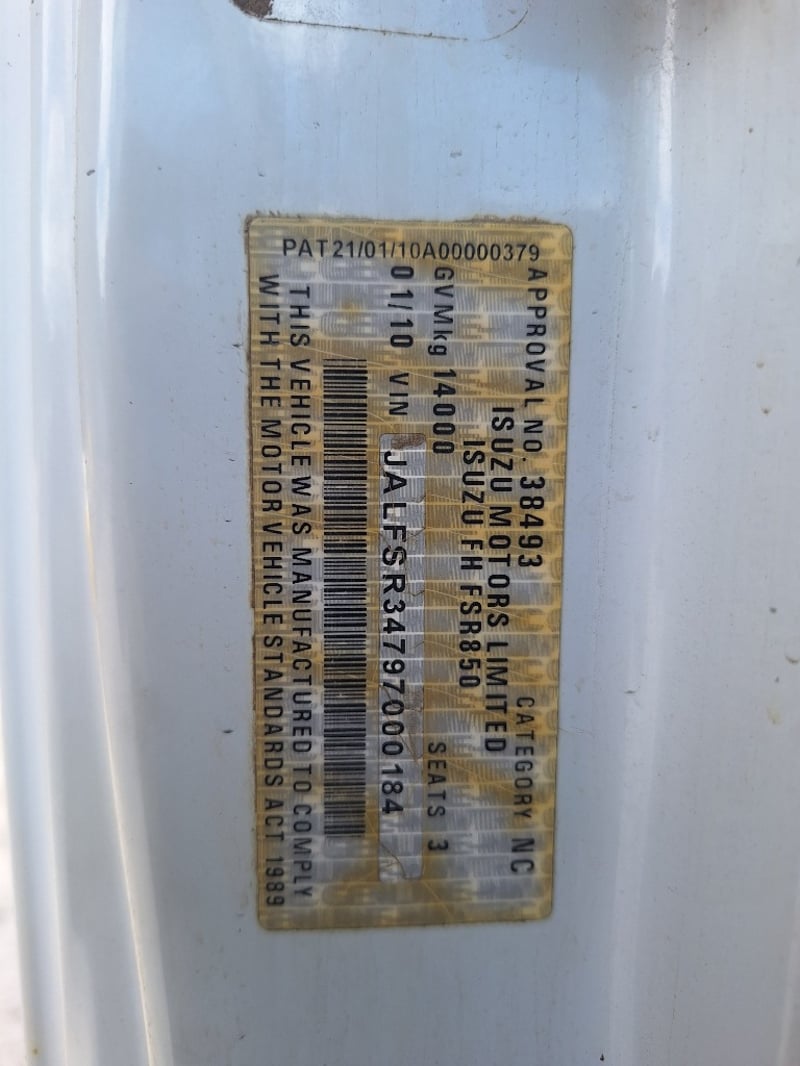 PAT21/01/10A00000379
APPROVAL NO. 38493 CATEGORY NC
ISUZU MOTORS LIMITED
ISUZU FH FSR850
GVMkg 14000 SEATS 3
01/10 VIN JALFSR34797000184
THIS VEHICLE WAS MANUFACTURED TO COMPLY
WITH THE MOTOR VEHICLE STANDARDS ACT 1989